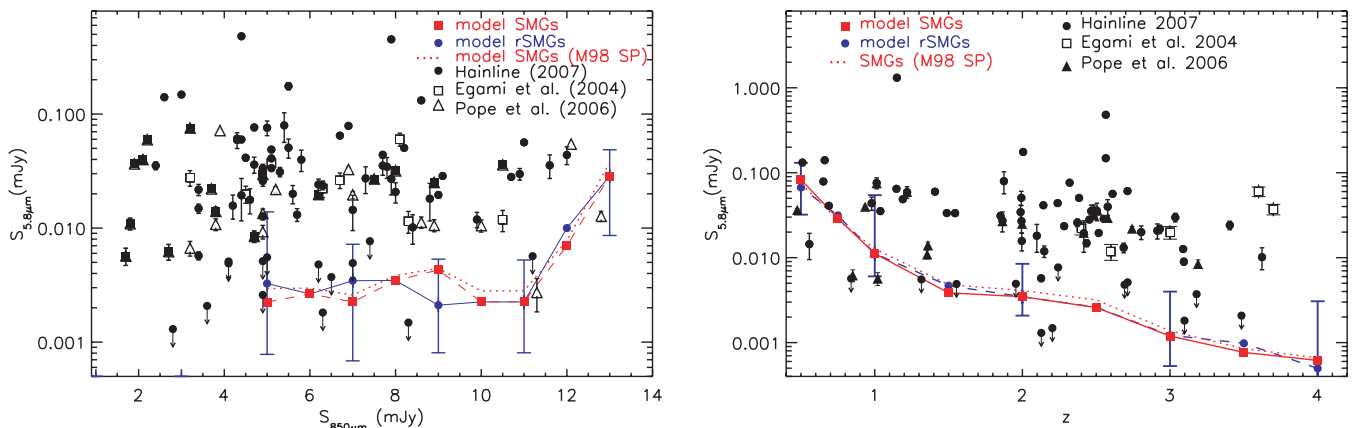 model SMGs
model rSMGs
model SMGs (M98 SP)
Hainline (2007)
Egami et al. (2004)
Pope et al. (2006)
0.100
0.010
0.001
S5.8μm(mJy)
2 4 6 8 10 12 14
S850μm (mJy)
model SMGs
model rSMGs
SMGs (M98 SP)
Hainline 2007
Egami et al. 2004
Pope et al. 2006
1.000
0.100
0.010
0.001
S5.8μm(mJy)
1 2 3 4
z